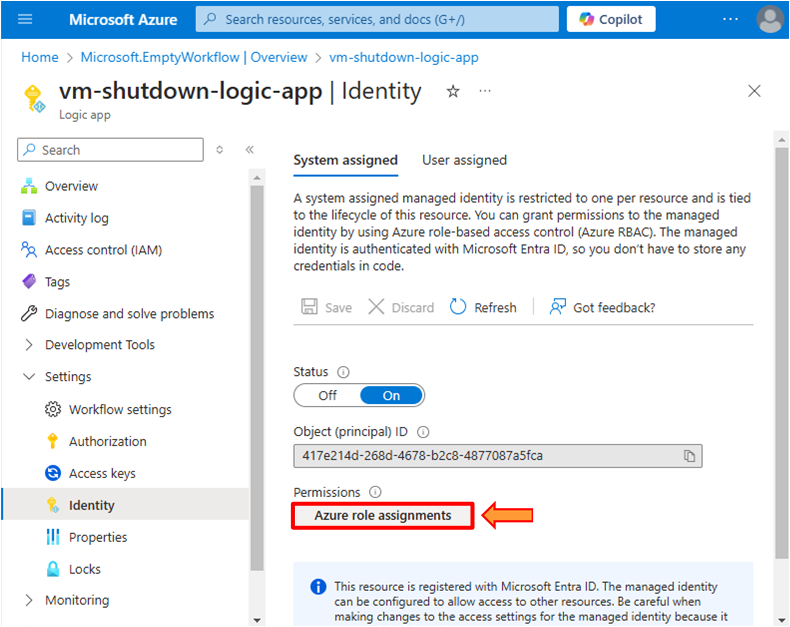 Microsoft Azure
Search resources, services, and docs (G+/)
Copilot
...
Home > Microsoft.EmptyWorkflow | Overview > vm-shutdown-logic-app
vm-shutdown-logic-app | Identity
...
Logic app
Search
System assigned
User assigned
Overview
Activity log
Access control (IAM)
Tags
Diagnose and solve problems
Development Tools
Settings
Workflow settings
Authorization
Access keys
Identity
Properties
Locks
Monitoring
A system assigned managed identity is restricted to one per resource and is tied
to the lifecycle of this resource. You can grant permissions to the managed
identity by using Azure role-based access control (Azure RBAC). The managed
identity is authenticated with Microsoft Entra ID, so you don't have to store any
credentials in code.
Save
Discard
Refresh
Got feedback?
Status
Off
On
Object (principal) ID
417e214d-268d-4678-b2c8-4877087a5fca
Permissions
Azure role assignments
This resource is registered with Microsoft Entra ID. The managed identity
can be configured to allow access to other resources. Be careful when
making changes to the access settings for the managed identity because it